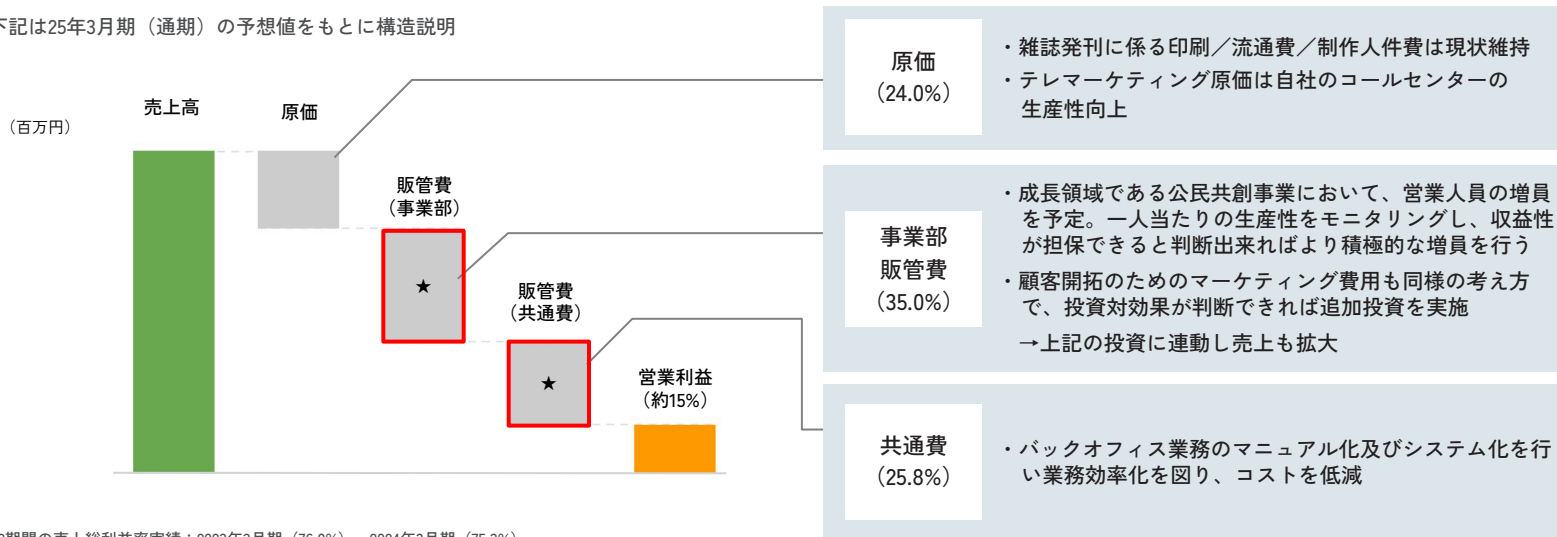 下記は25年3月期（通期）の予想値をもとに構造説明
（百万円）
売上高
原価
販管費
（事業部）
★
販管費
（共通費）
★
営業利益
（約15%）
原価
（24.0%）
・雑誌発刊に係る印刷／流通費／制作人件費は現状維持
・テレマーケティング原価は自社のコールセンターの
生産性向上
事業部
販管費
（35.0%）
・成長領域である公民共創事業において、営業人員の増員
を予定。一人当たりの生産性をモニタリングし、収益性
が担保できると判断出来ればより積極的な増員を行う
・顧客開拓のためのマーケティング費用も同様の考え方
で、投資対効果が判断できれば追加投資を実施
→上記の投資に連動し売上も拡大
共通費
（25.8%）
・バックオフィス業務のマニュアル化及びシステム化を行
い業務効率化を図り、コストを低減